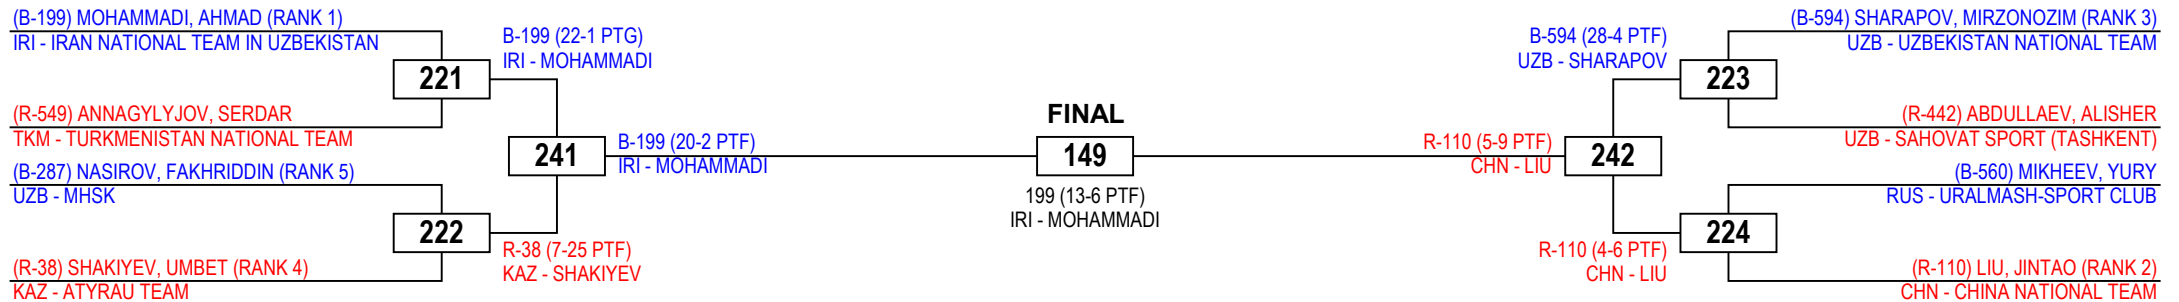 (B-199) MOHAMMADI, AHMAD (RANK 1)
IRI - IRAN NATIONAL TEAM IN UZBEKISTAN
221
(R-549) ANNAGYLYJOV, SERDAR
TKM - TURKMENISTAN NATIONAL TEAM
B-199 (22-1 PTG)
IRI - MOHAMMADI
(B-287) NASIROV, FAKHRIDDIN (RANK 5)
UZB - MHSK
222
(R-38) SHAKIYEV, UMBET (RANK 4)
KAZ - ATYRAU TEAM
R-38 (7-25 PTF)
KAZ - SHAKIYEV
241
B-199 (20-2 PTF)
IRI - MOHAMMADI
FINAL
149
199 (13-6 PTF)
IRI - MOHAMMADI
R-110 (5-9 PTF)
CHN - LIU
242
B-594 (28-4 PTF)
UZB - SHARAPOV
(B-594) SHARAPOV, MIRZONOZIM (RANK 3)
UZB - UZBEKISTAN NATIONAL TEAM
223
(R-442) ABDULLAEV, ALISHER
UZB - SAHOVAT SPORT (TASHKENT)
R-110 (4-6 PTF)
CHN - LIU
(B-560) MIKHEEV, YURY
RUS - URALMASH-SPORT CLUB
224
(R-110) LIU, JINTAO (RANK 2)
CHN - CHINA NATIONAL TEAM